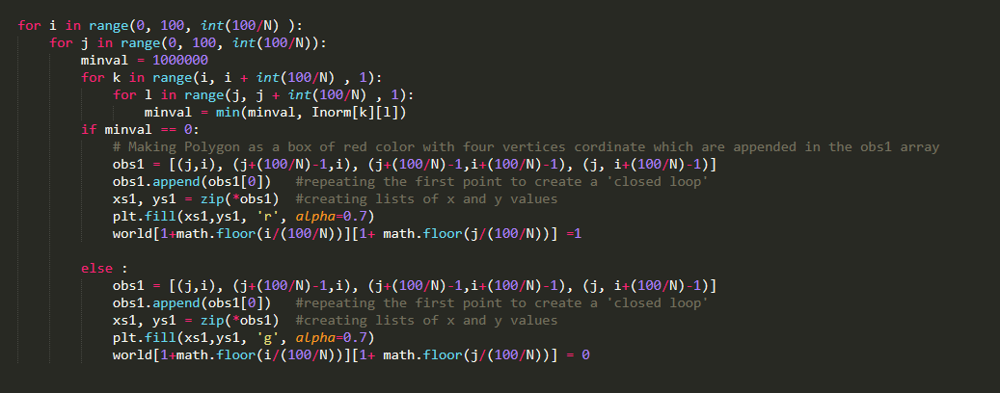 for i in range(0, 100, int(100/N) ):
    for j in range(0, 100, int(100/N)):
        minval = 1000000
        for k in range(i, i + int(100/N) , 1):
            for l in range(j, j + int(100/N) , 1):
                minval = min(minval, Inorm[k][l])
        if minval == 0:
            # Making Polygon as a box of red color with four vertices cordinate which are appended in the obs1 array
            obs1 = [(j,i), (j+(100/N)-1,i), (j+(100/N)-1,i+(100/N)-1), (j, i+(100/N)-1)]
            obs1.append(obs1[0])   #repeating the first point to create a 'closed loop'
            xs1, ys1 = zip(*obs1)  #creating lists of x and y values
            plt.fill(xs1,ys1, 'r', alpha=0.7)
            world[1+math.floor(i/(100/N))][1+ math.floor(j/(100/N))] =1
        else :
            obs1 = [(j,i), (j+(100/N)-1,i), (j+(100/N)-1,i+(100/N)-1), (j, i+(100/N)-1)]
            obs1.append(obs1[0])   #repeating the first point to create a 'closed loop'
            xs1, ys1 = zip(*obs1)  #creating lists of x and y values
            plt.fill(xs1,ys1, 'g', alpha=0.7)
            world[1+math.floor(i/(100/N))][1+ math.floor(j/(100/N))] = 0